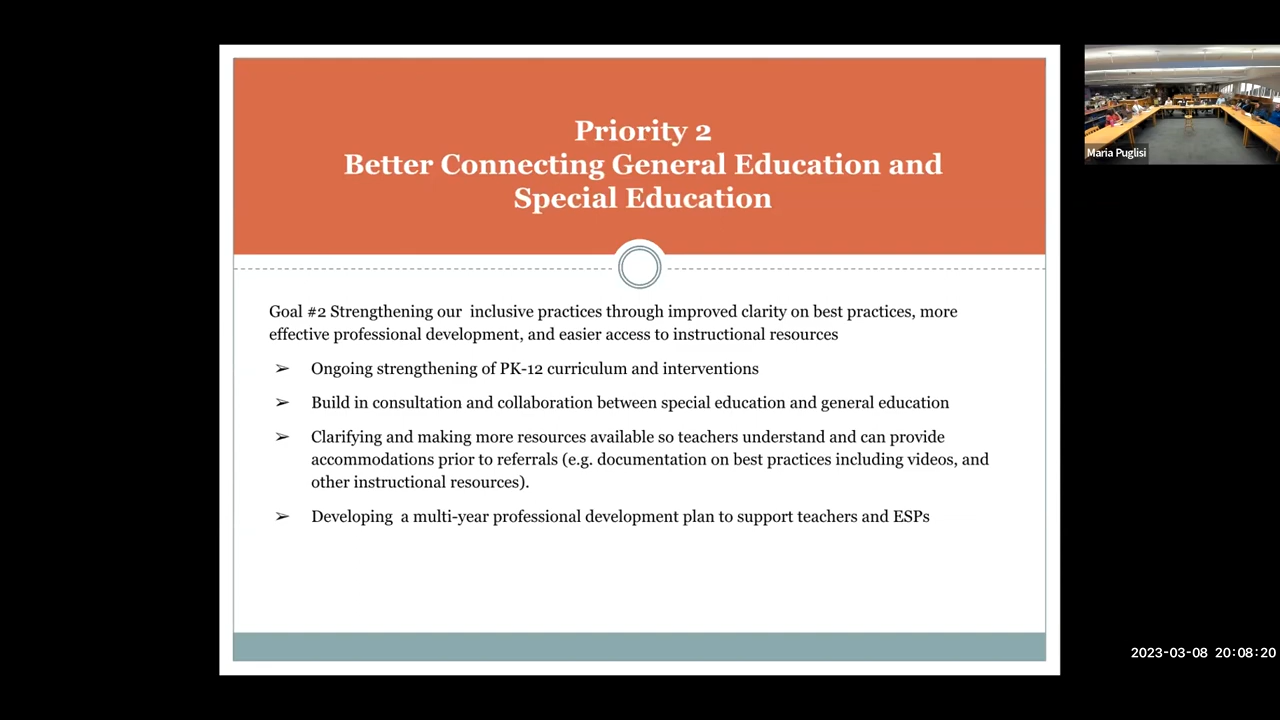 Priority 2
Better Connecting General Education and
Special Education
Goal #2 Strengthening our  inclusive practices through improved clarity on best practices, more
effective professional development, and easier access to instructional resources
➢ Ongoing strengthening of PK-12 curriculum and interventions
➢ Build in consultation and collaboration between special education and general education
➢ Clarifying and making more resources available so teachers understand and can provide
accommodations prior to referrals (e.g. documentation on best practices including videos, and
other instructional resources).
➢ Developing  a multi-year professional development plan to support teachers and ESPs
Maria Puglisi
2023-03-08 20:08:20